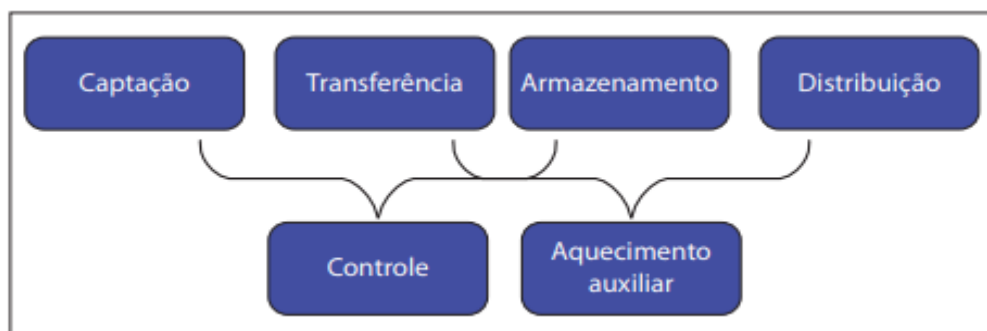 Captação
Transferência
Armazenamento
Distribuição
Controle
Aquecimento
auxiliar